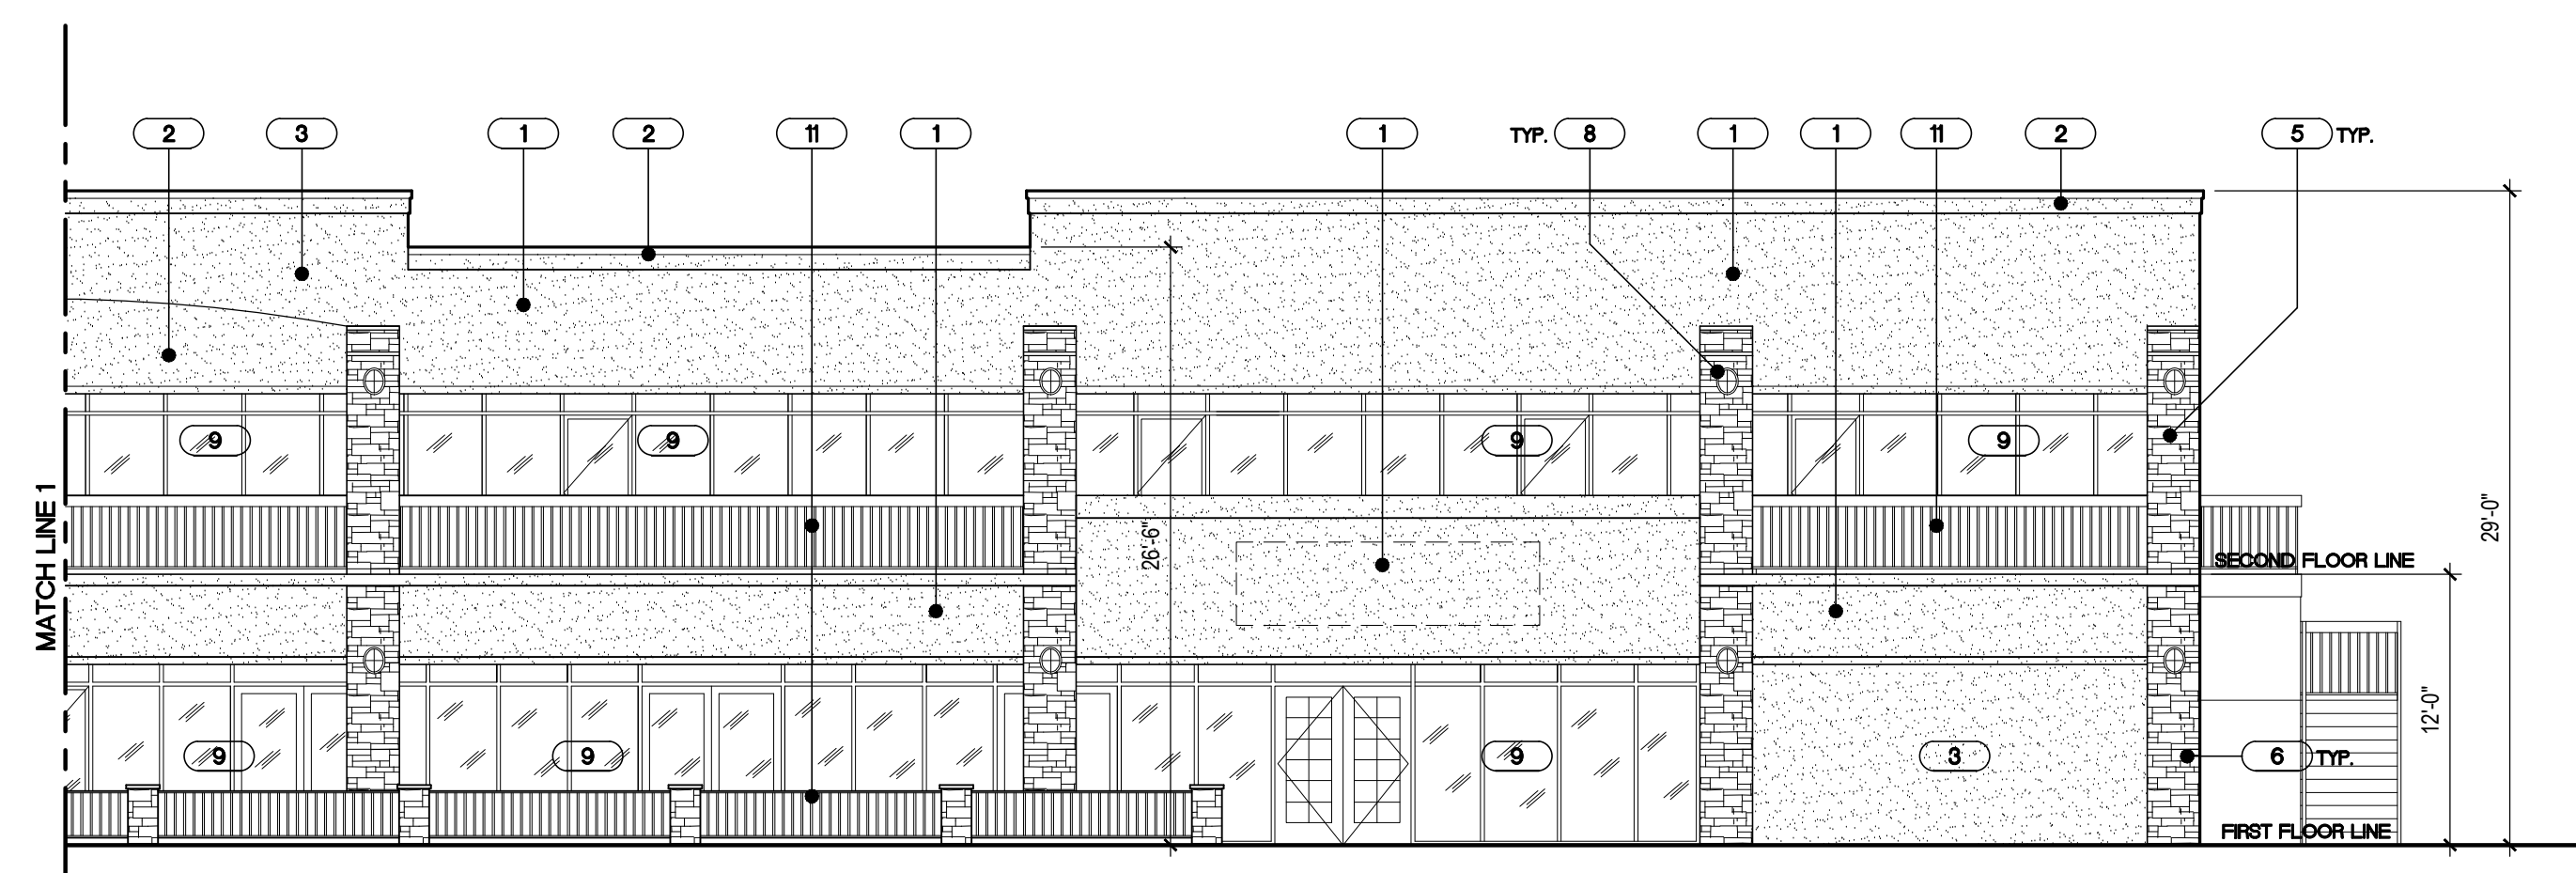 2 3 1 2 11 1 1 TYP. 8 1 1 11 2 5 TYP.
9 9 9 9
MATCH LINE 1
26'-6"
29'-0"
SECOND FLOOR LINE
12'-0"
9 9 9 3 6 TYP.
FIRST FLOOR LINE